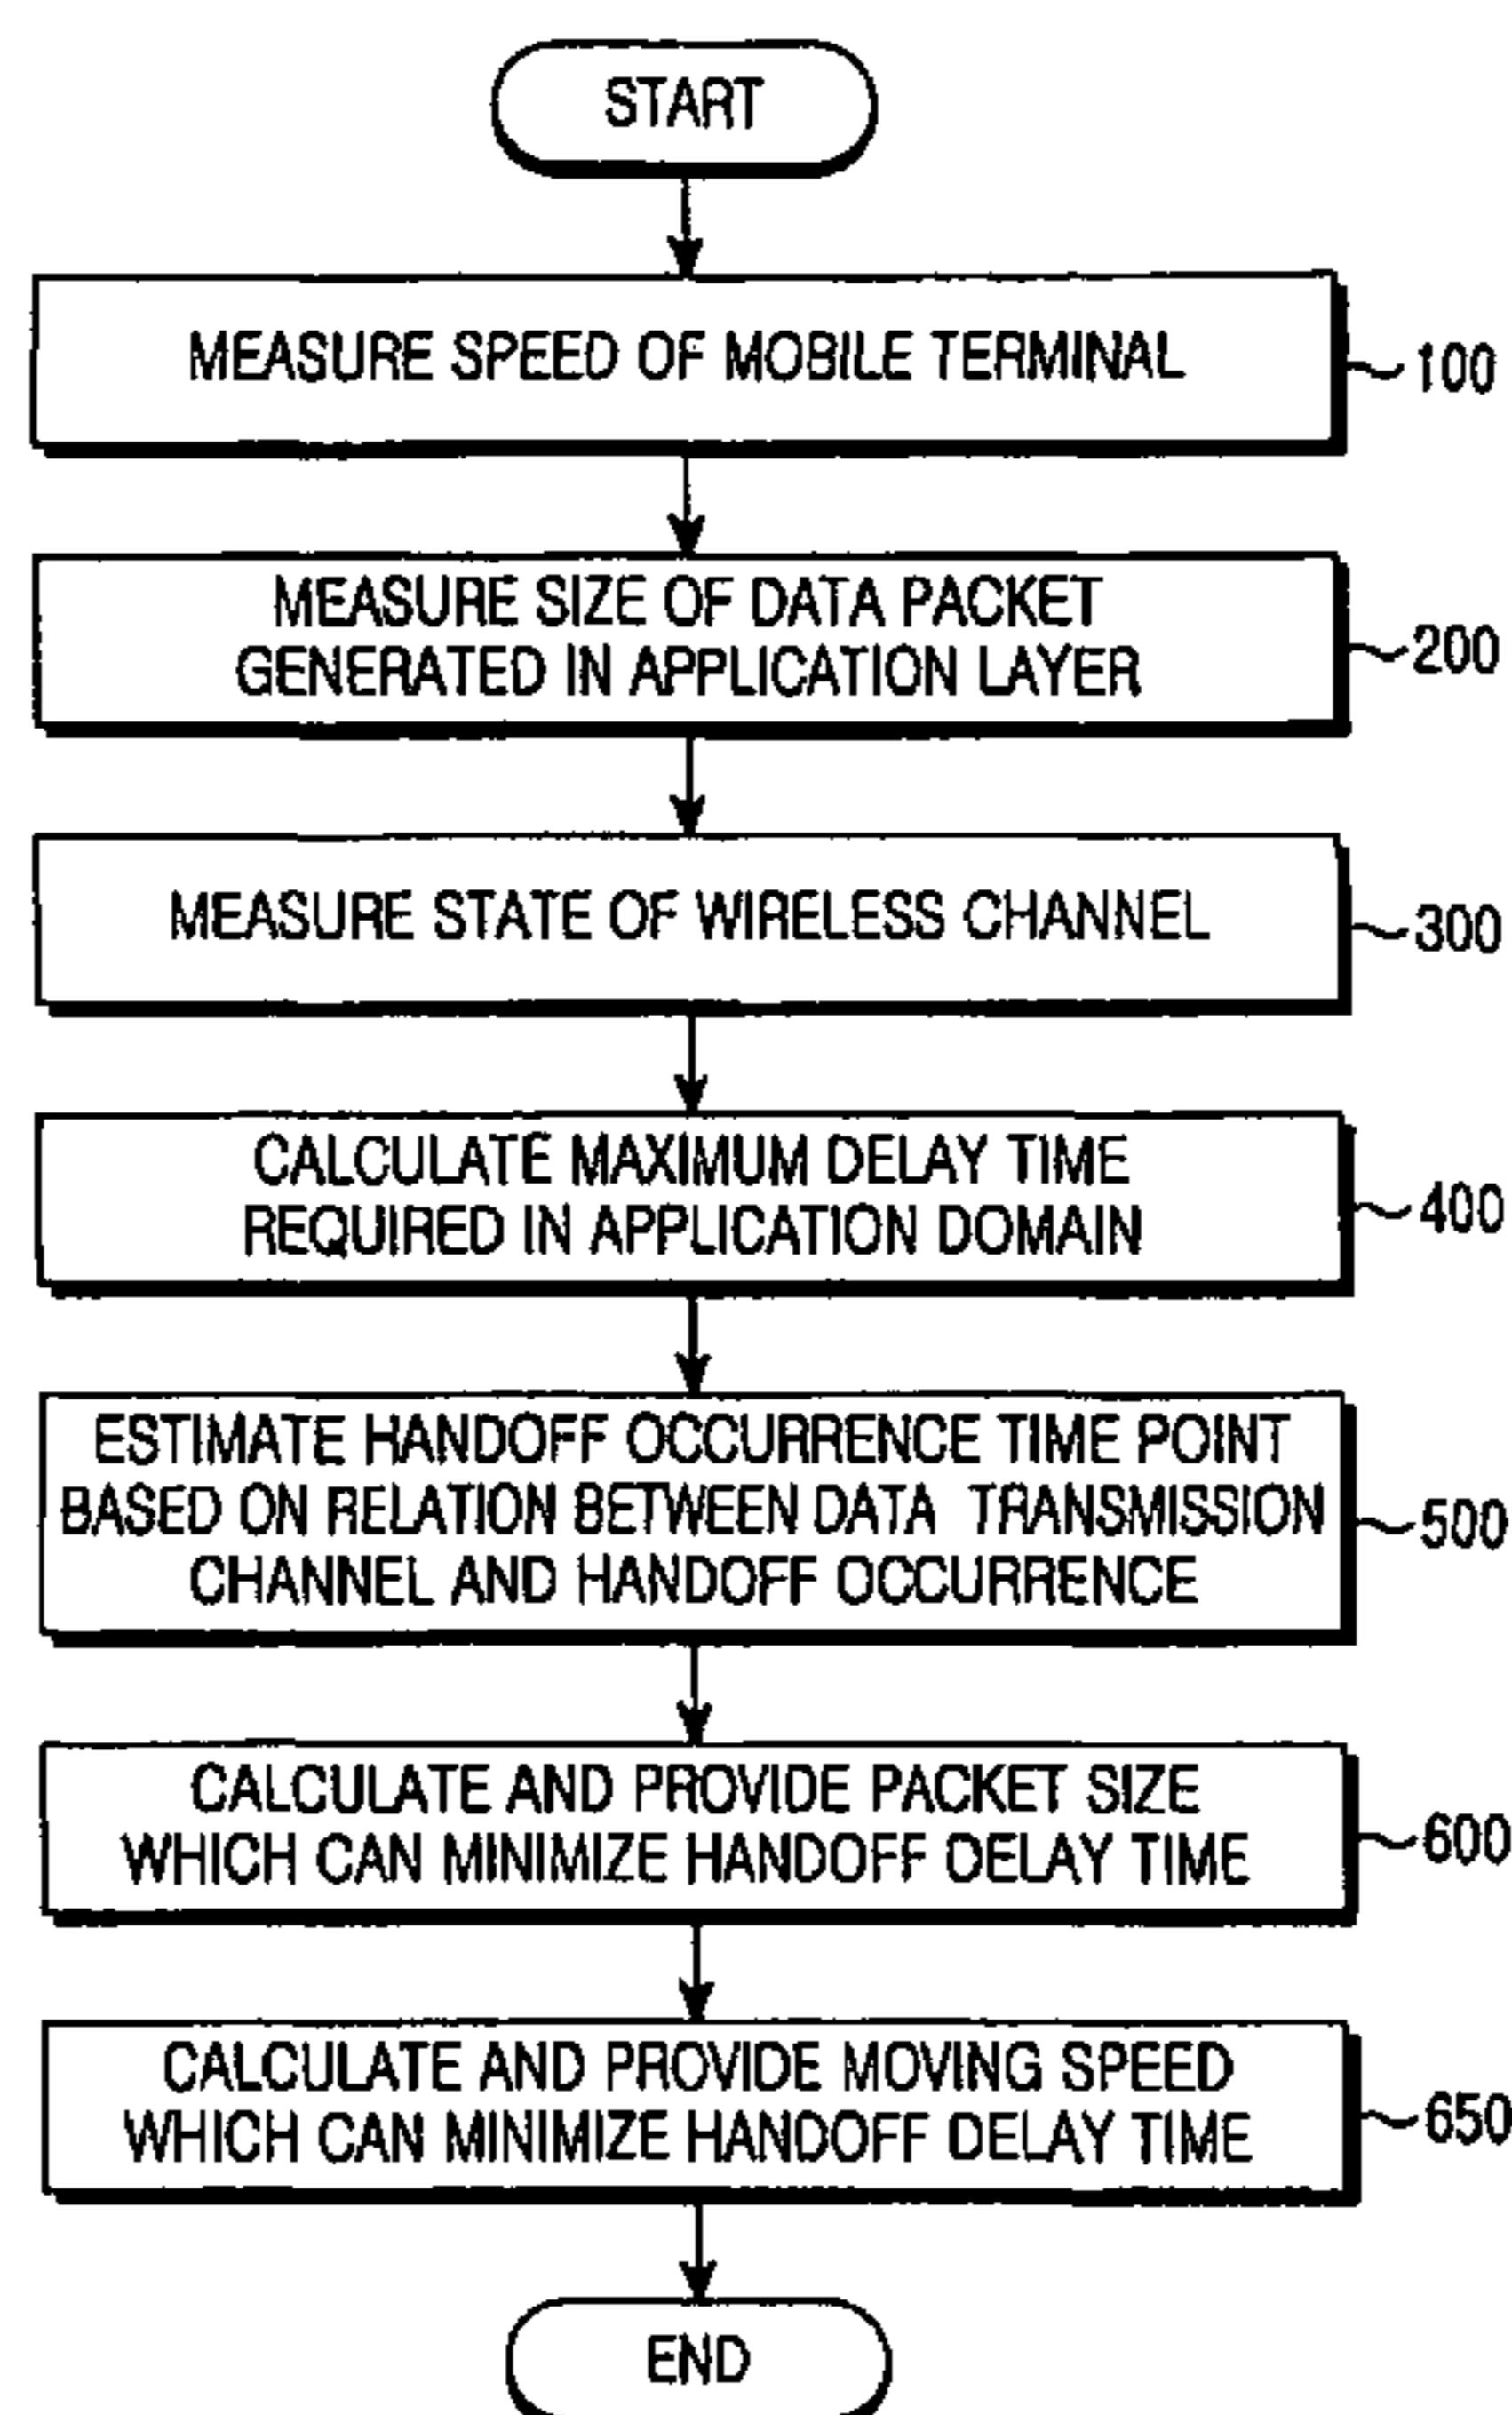 START
MEASURE SPEED OF MOBILE TERMINAL
100
MEASURE SIZE OF DATA PACKET
GENERATED IN APPLICATION LAYER
200
MEASURE STATE OF WIRELESS CHANNEL
300
CALCULATE MAXIMUM DELAY TIME
REQUIRED IN APPLICATION DOMAIN
400
ESTIMATE HANDOFF OCCURRENCE TIME POINT
BASED ON RELATION BETWEEN DATA TRANSMISSION
CHANNEL AND HANDOFF OCCURRENCE
500
CALCULATE AND PROVIDE PACKET SIZE
WHICH CAN MINIMIZE HANDOFF DELAY TIME
600
CALCULATE AND PROVIDE MOVING SPEED
WHICH CAN MINIMIZE HANDOFF DELAY TIME
650
END